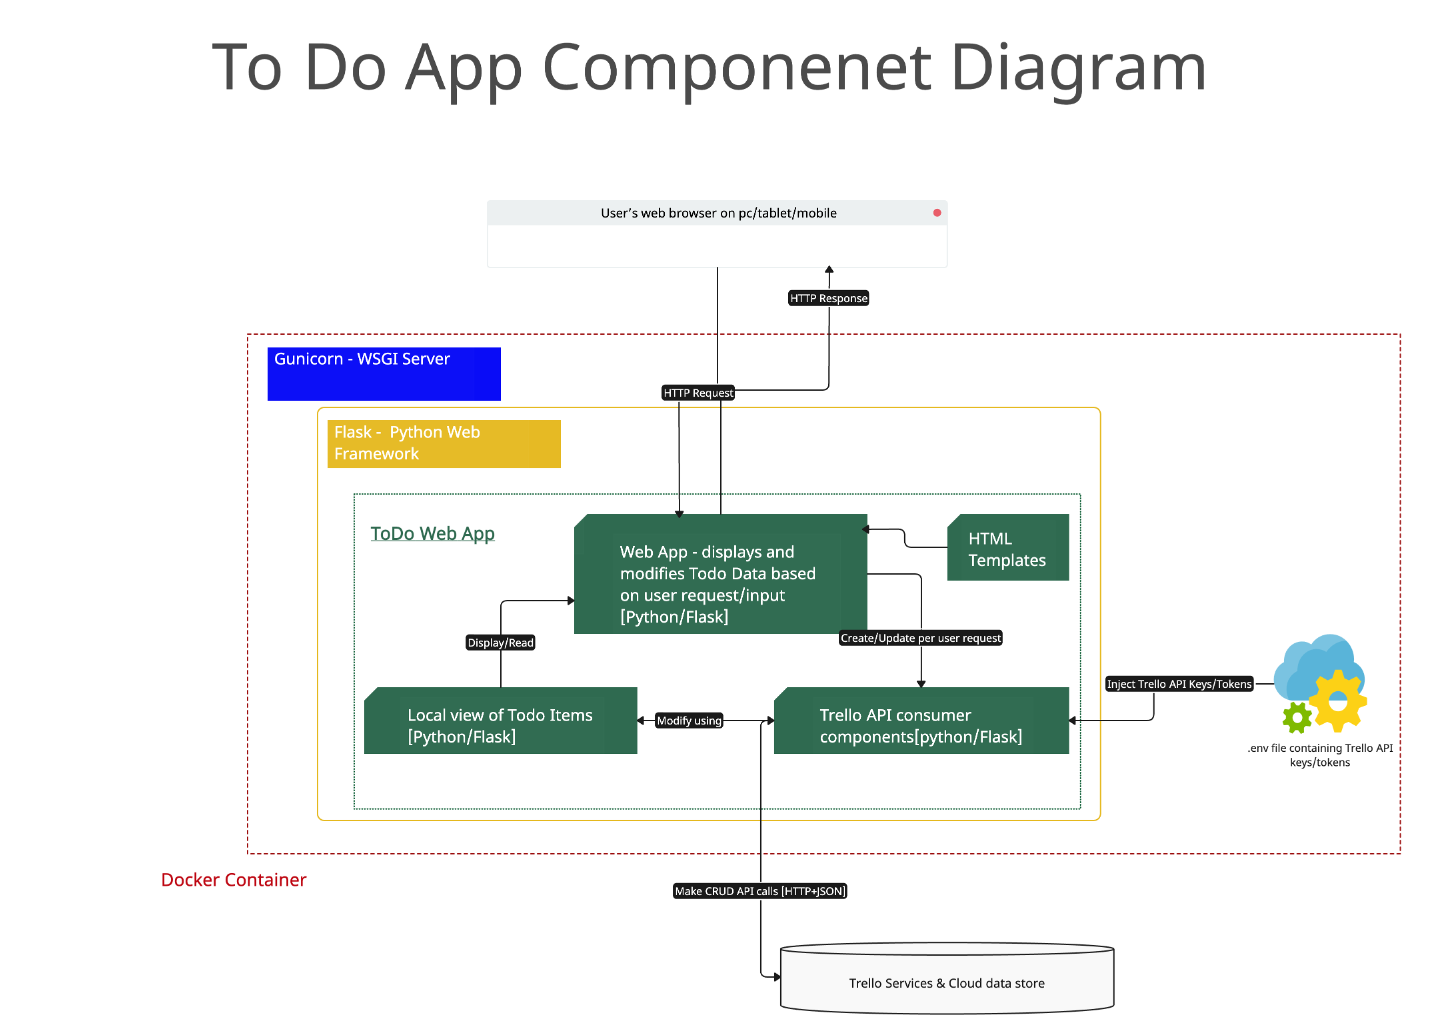 To Do App Componenet Diagram
User's web browser on pc/tablet/mobile
HTTP Response
Gunicorn - WSGI Server
HTTP Request
Flask -  Python Web
Framework
ToDo Web App
Web App - displays and
modifies Todo Data based
on user request/input
[Python/Flask]
HTML
Templates
Display/Read
Create/Update per user request
Inject Trello API Keys/Tokens
Local view of Todo Items
[Python/Flask]
Modify using
Trello API consumer
components[python/Flask]
.env file containing Trello API
keys/tokens
Docker Container
Make CRUD API calls [HTTP+JSON]
Trello Services & Cloud data store